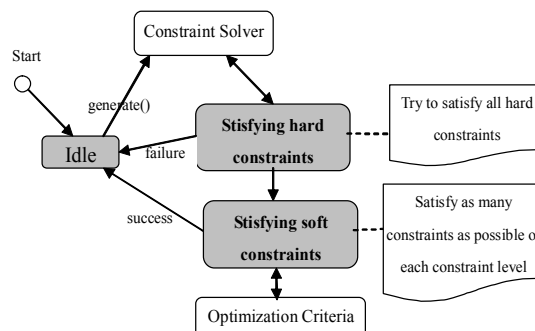 Constraint Solver
Start
generate()
Stisfying hard
constraints
Try to satisfy all hard
constraints
Idle
failure
success
Stisfying soft
constraints
Satisfy as many
constraints as possible o
each constraint level
Optimization Criteria